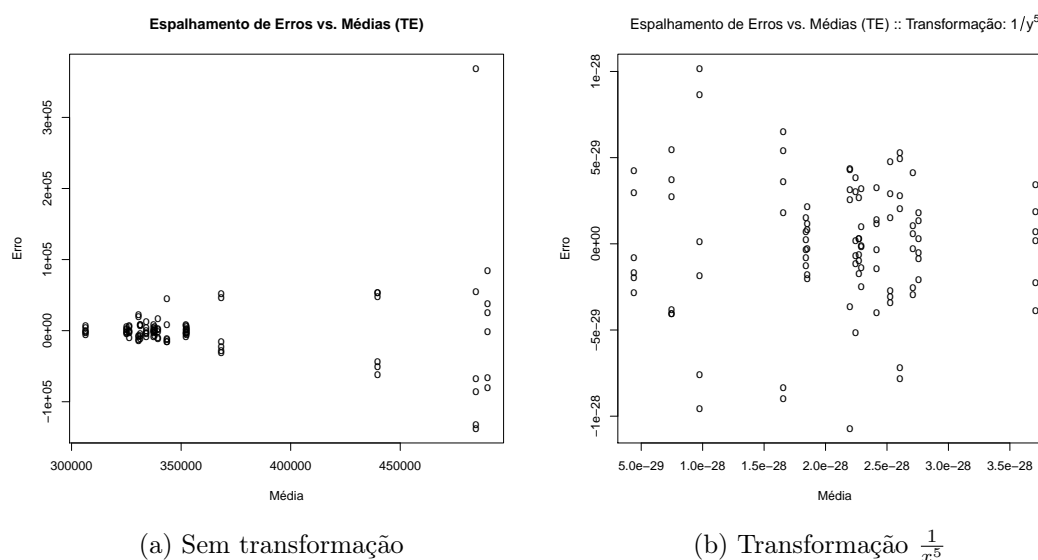 Espalhamento de Erros vs. Médias (TE)
Erro
3e+05
2e+05
1e+05
0e+00
−1e+05
300000 350000 400000 450000
Média
(a) Sem transformação
Espalhamento de Erros vs. Médias (TE) :: Transformação: 1/y⁵
Erro
1e−28
5e−29
0e+00
−5e−29
−1e−28
5.0e−29 1.0e−28 1.5e−28 2.0e−28 2.5e−28 3.0e−28 3.5e−28
Média
(b) Transformação 1/x⁵